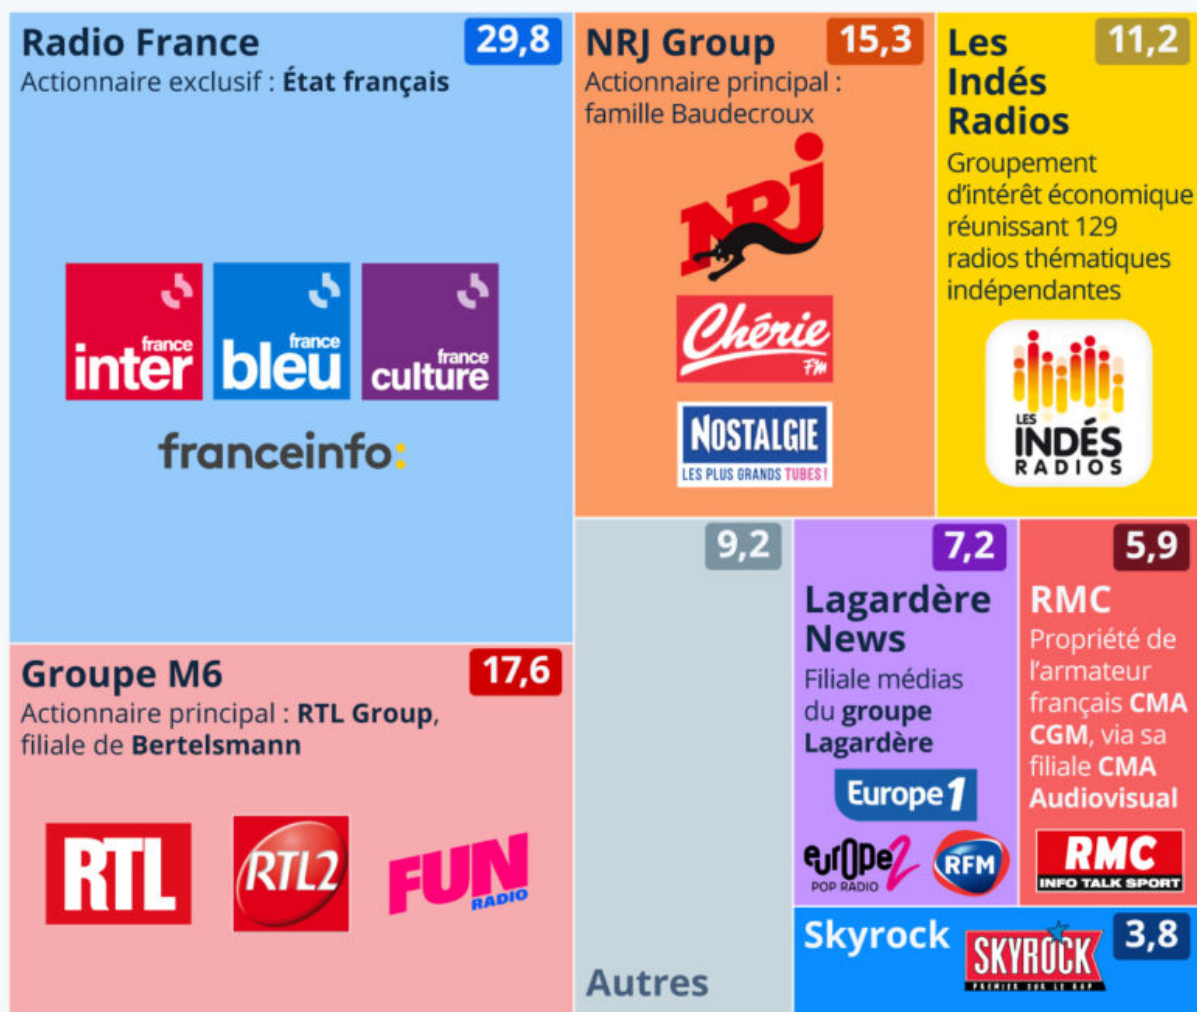 Radio France
29,8
Actionnaire exclusif : État français
france
inter
france
bleu
france
culture
franceinfo:
NRJ Group
15,3
Actionnaire principal :
famille Baudecroux
NRJ
Chérie
FM
NOSTALGIE
LES PLUS GRANDS TUBES !
Les
Indés
Radios
11,2
Groupement
d'intérêt économique
réunissant 129
radios thématiques
indépendantes
LES
INDÉS
RADIOS
Groupe M6
17,6
Actionnaire principal : RTL Group,
filiale de Bertelsmann
RTL
RTL2
FUN
RADIO
9,2
Autres
7,2
Lagardère
News
Filiale médias
du groupe
Lagardère
Europe 1
europe 2
POP RADIO
RFM
5,9
RMC
Propriété de
l'armateur
français CMA
CGM, via sa
filiale CMA
Audiovisual
RMC
INFO TALK SPORT
Skyrock
SKYROCK
PREMIER SUR LE RAP
3,8